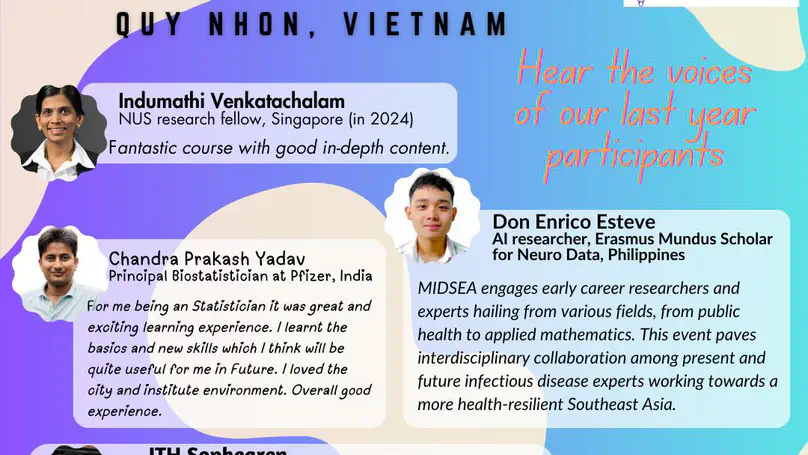 QUY NHON, VIETNAM
Hear the voices
of our last year
participants
Indumathi Venkatachalam
NUS research fellow, Singapore (in 2024)
Fantastic course with good in-depth content.
Don Enrico Esteve
AI researcher, Erasmus Mundus Scholar
for Neuro Data, Philippines
MIDSEA engages early career researchers and
experts hailing from various fields, from public
health to applied mathematics. This event paves
interdisciplinary collaboration among present and
future infectious disease experts working towards a
more health-resilient Southeast Asia.
Chandra Prakash Yadav
Principal Biostatistician at Pfizer, India
For me being an Statistician it was great and
exciting learning experience. I learnt the
basics and new skills which I think will be
quite useful for me in Future. I loved the
city and institute environment. Overall good
experience.